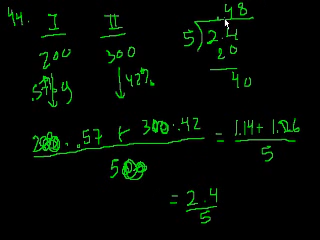 44. I II .48
5)2.4
200 300 20
57% 42% 40
200 · .57 + 300 · .42 = 1.14 + 1.26
500 5
= 2.4
5